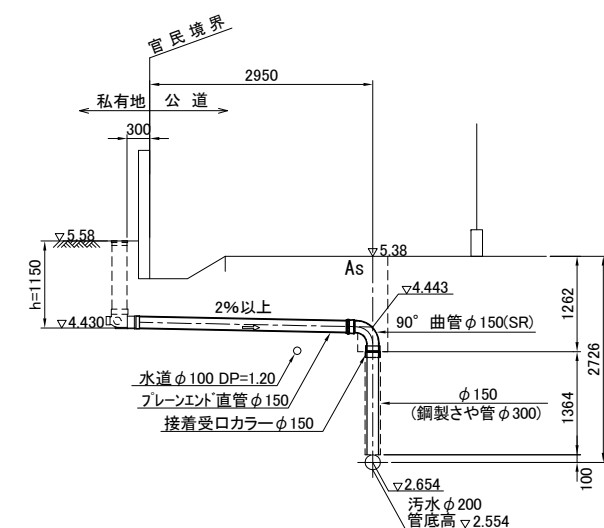 官民境界
2950
私有地 公 道
300
▽5.58
▽5.38
As
h=1150
2%以上
▽4.443
▽4.430
90° 曲管φ150(SR)
1262
2726
水道φ100 DP=1.20
プレーンエンド直管φ150
接着受口カラーφ150
φ150
(鋼製さや管φ300)
1364
100
▽2.654
汚水φ200
管底高▽2.554